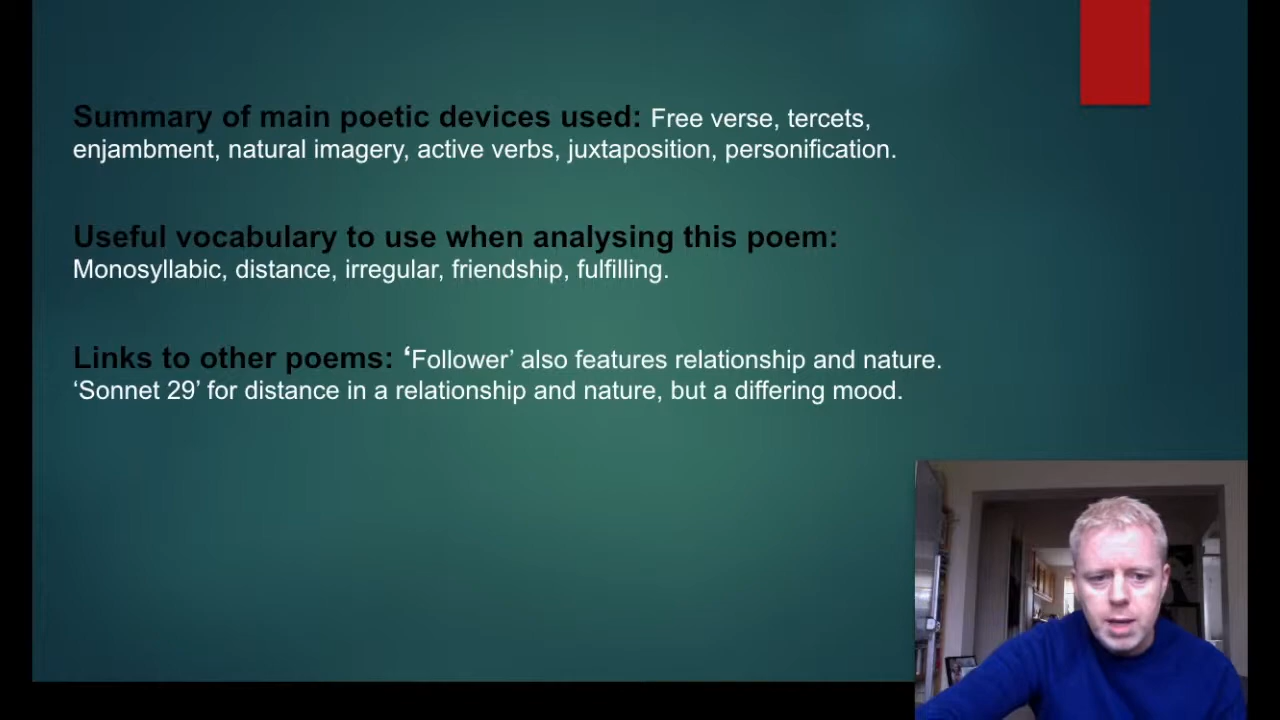 Summary of main poetic devices used: Free verse, tercets,
enjambment, natural imagery, active verbs, juxtaposition, personification.
Useful vocabulary to use when analysing this poem:
Monosyllabic, distance, irregular, friendship, fulfilling.
Links to other poems: ‘Follower’ also features relationship and nature.
‘Sonnet 29’ for distance in a relationship and nature, but a differing mood.